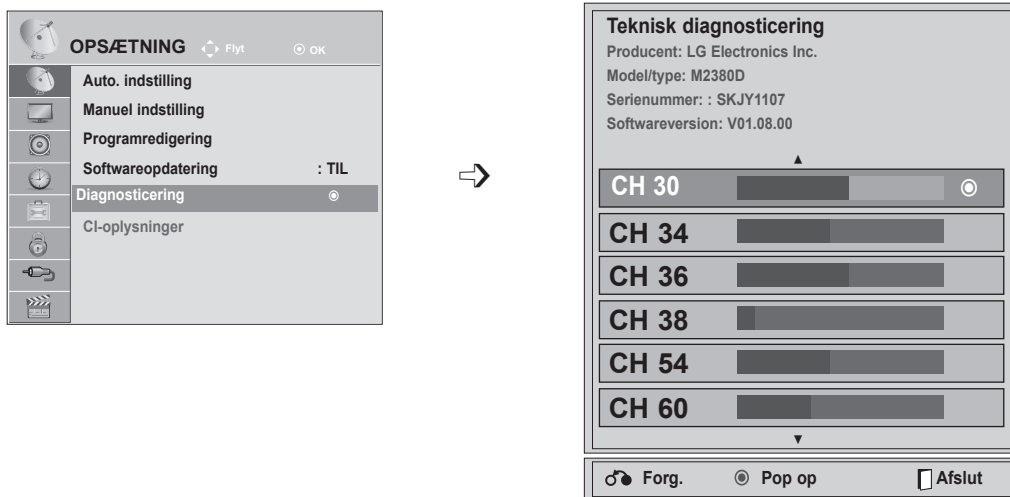 OPSÆTNING Flyt OK
Auto. indstilling
Manuel indstilling
Programredigering
Softwareopdatering : TIL
Diagnosticering
CI-oplysninger
Teknisk diagnosticering
Producent: LG Electronics Inc.
Model/type: M2380D
Serienummer: : SKJY1107
Softwareversion: V01.08.00
CH 30
CH 34
CH 36
CH 38
CH 54
CH 60
Forg. Pop op Afslut